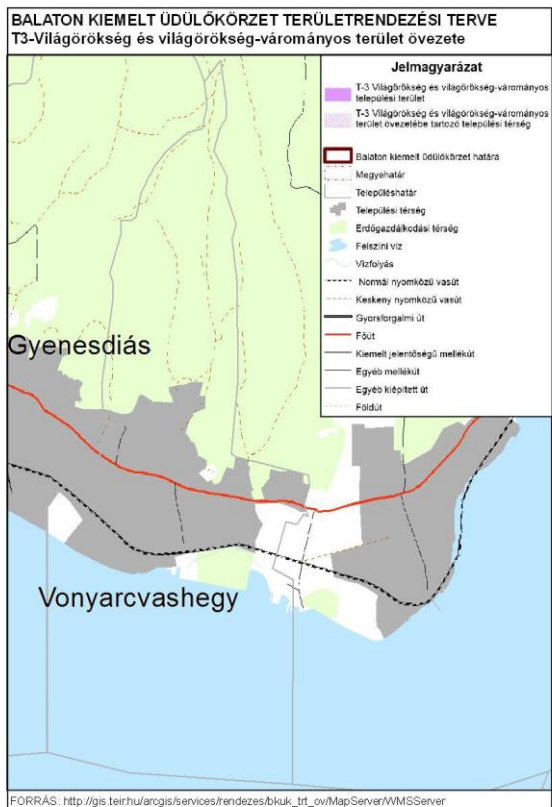 BALATON KIEMELT ÜDÜLŐKÖRZET TERÜLETRENDEZÉSI TERVE
T3-Világörökség és világörökség-várományos terület övezete
Jelmagyarázat
T-3 Világörökség és világörökség-várományos
települési terület
T-3 Világörökség és világörökség-várományos
terület övezetébe tartozó települési térség
Balaton kiemelt üdülőkörzet határa
Megyehatár
Településhatár
Települési térség
Erdőgazdálkodási térség
Felszíni víz
Vízfolyás
Normál nyomközű vasút
Keskeny nyomközű vasút
Gyorsforgalmi út
Főút
Kiemelt jelentőségű mellékút
Egyéb mellékút
Egyéb kiépített út
Földút
Gyenesdiás
Vonyarcvashegy
FORRÁS: http://gis.teir.hu/arcgis/services/rendezes/bkuk_trt_ov/MapServer/WMSServer